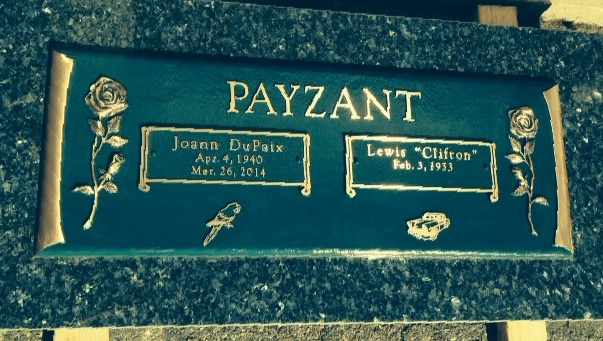 PAYZANT
Joann DuPaix
Apr. 4, 1940
Mar. 26, 2014
Lewis "Clifton"
Feb. 3, 1933